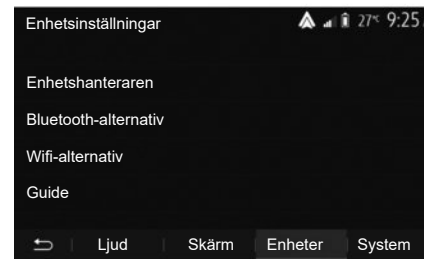 Enhetsinställningar 27°C 9:25
Enhetshanteraren
Bluetooth-alternativ
Wifi-alternativ
Guide
Ljud Skärm Enheter System